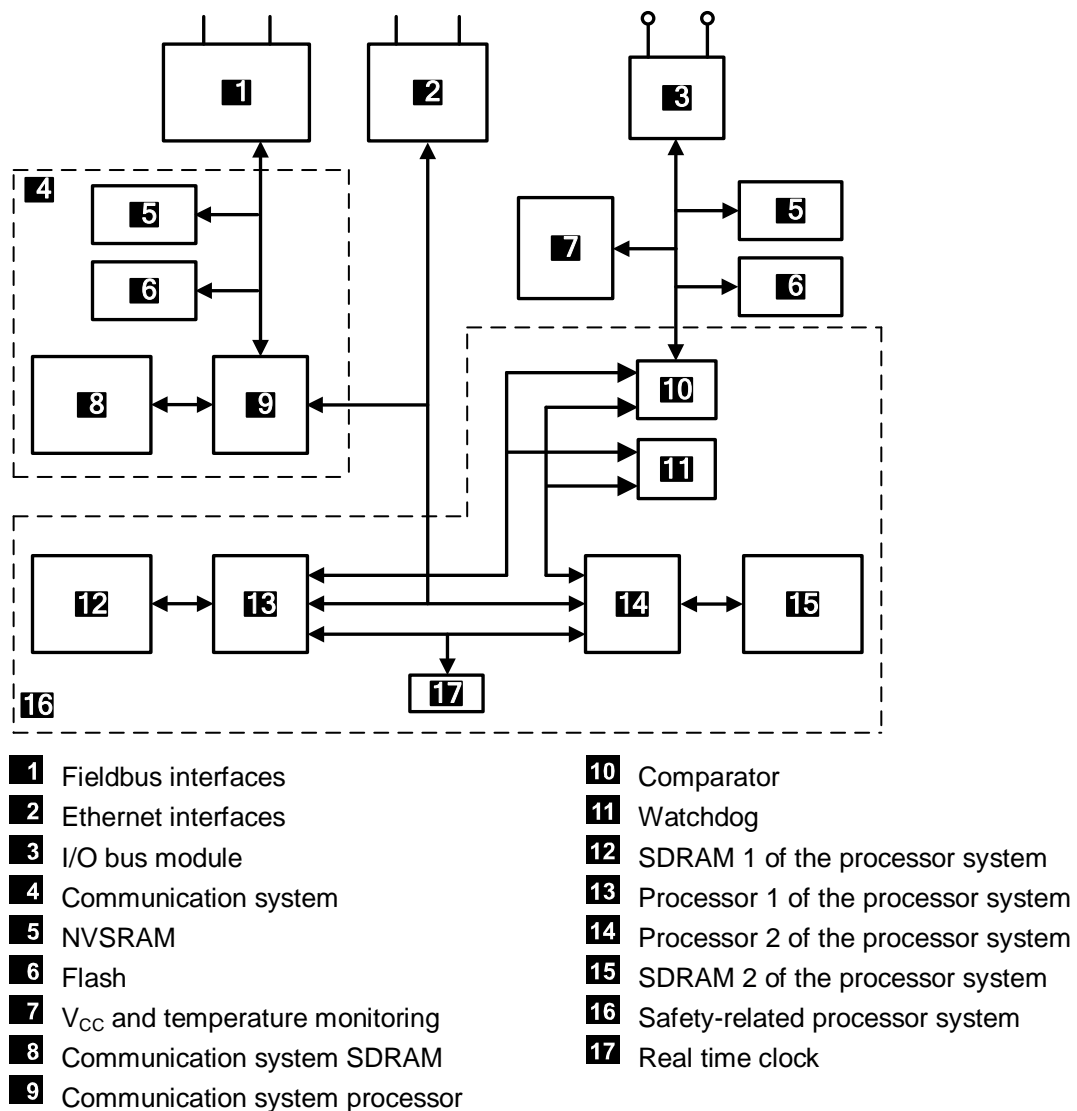 1
2
3
4
5
5
7
6
6
8
9
10
11
12
13
14
15
16
17
1 Fieldbus interfaces
2 Ethernet interfaces
3 I/O bus module
4 Communication system
5 NVSRAM
6 Flash
7 VCC and temperature monitoring
8 Communication system SDRAM
9 Communication system processor
10 Comparator
11 Watchdog
12 SDRAM 1 of the processor system
13 Processor 1 of the processor system
14 Processor 2 of the processor system
15 SDRAM 2 of the processor system
16 Safety-related processor system
17 Real time clock